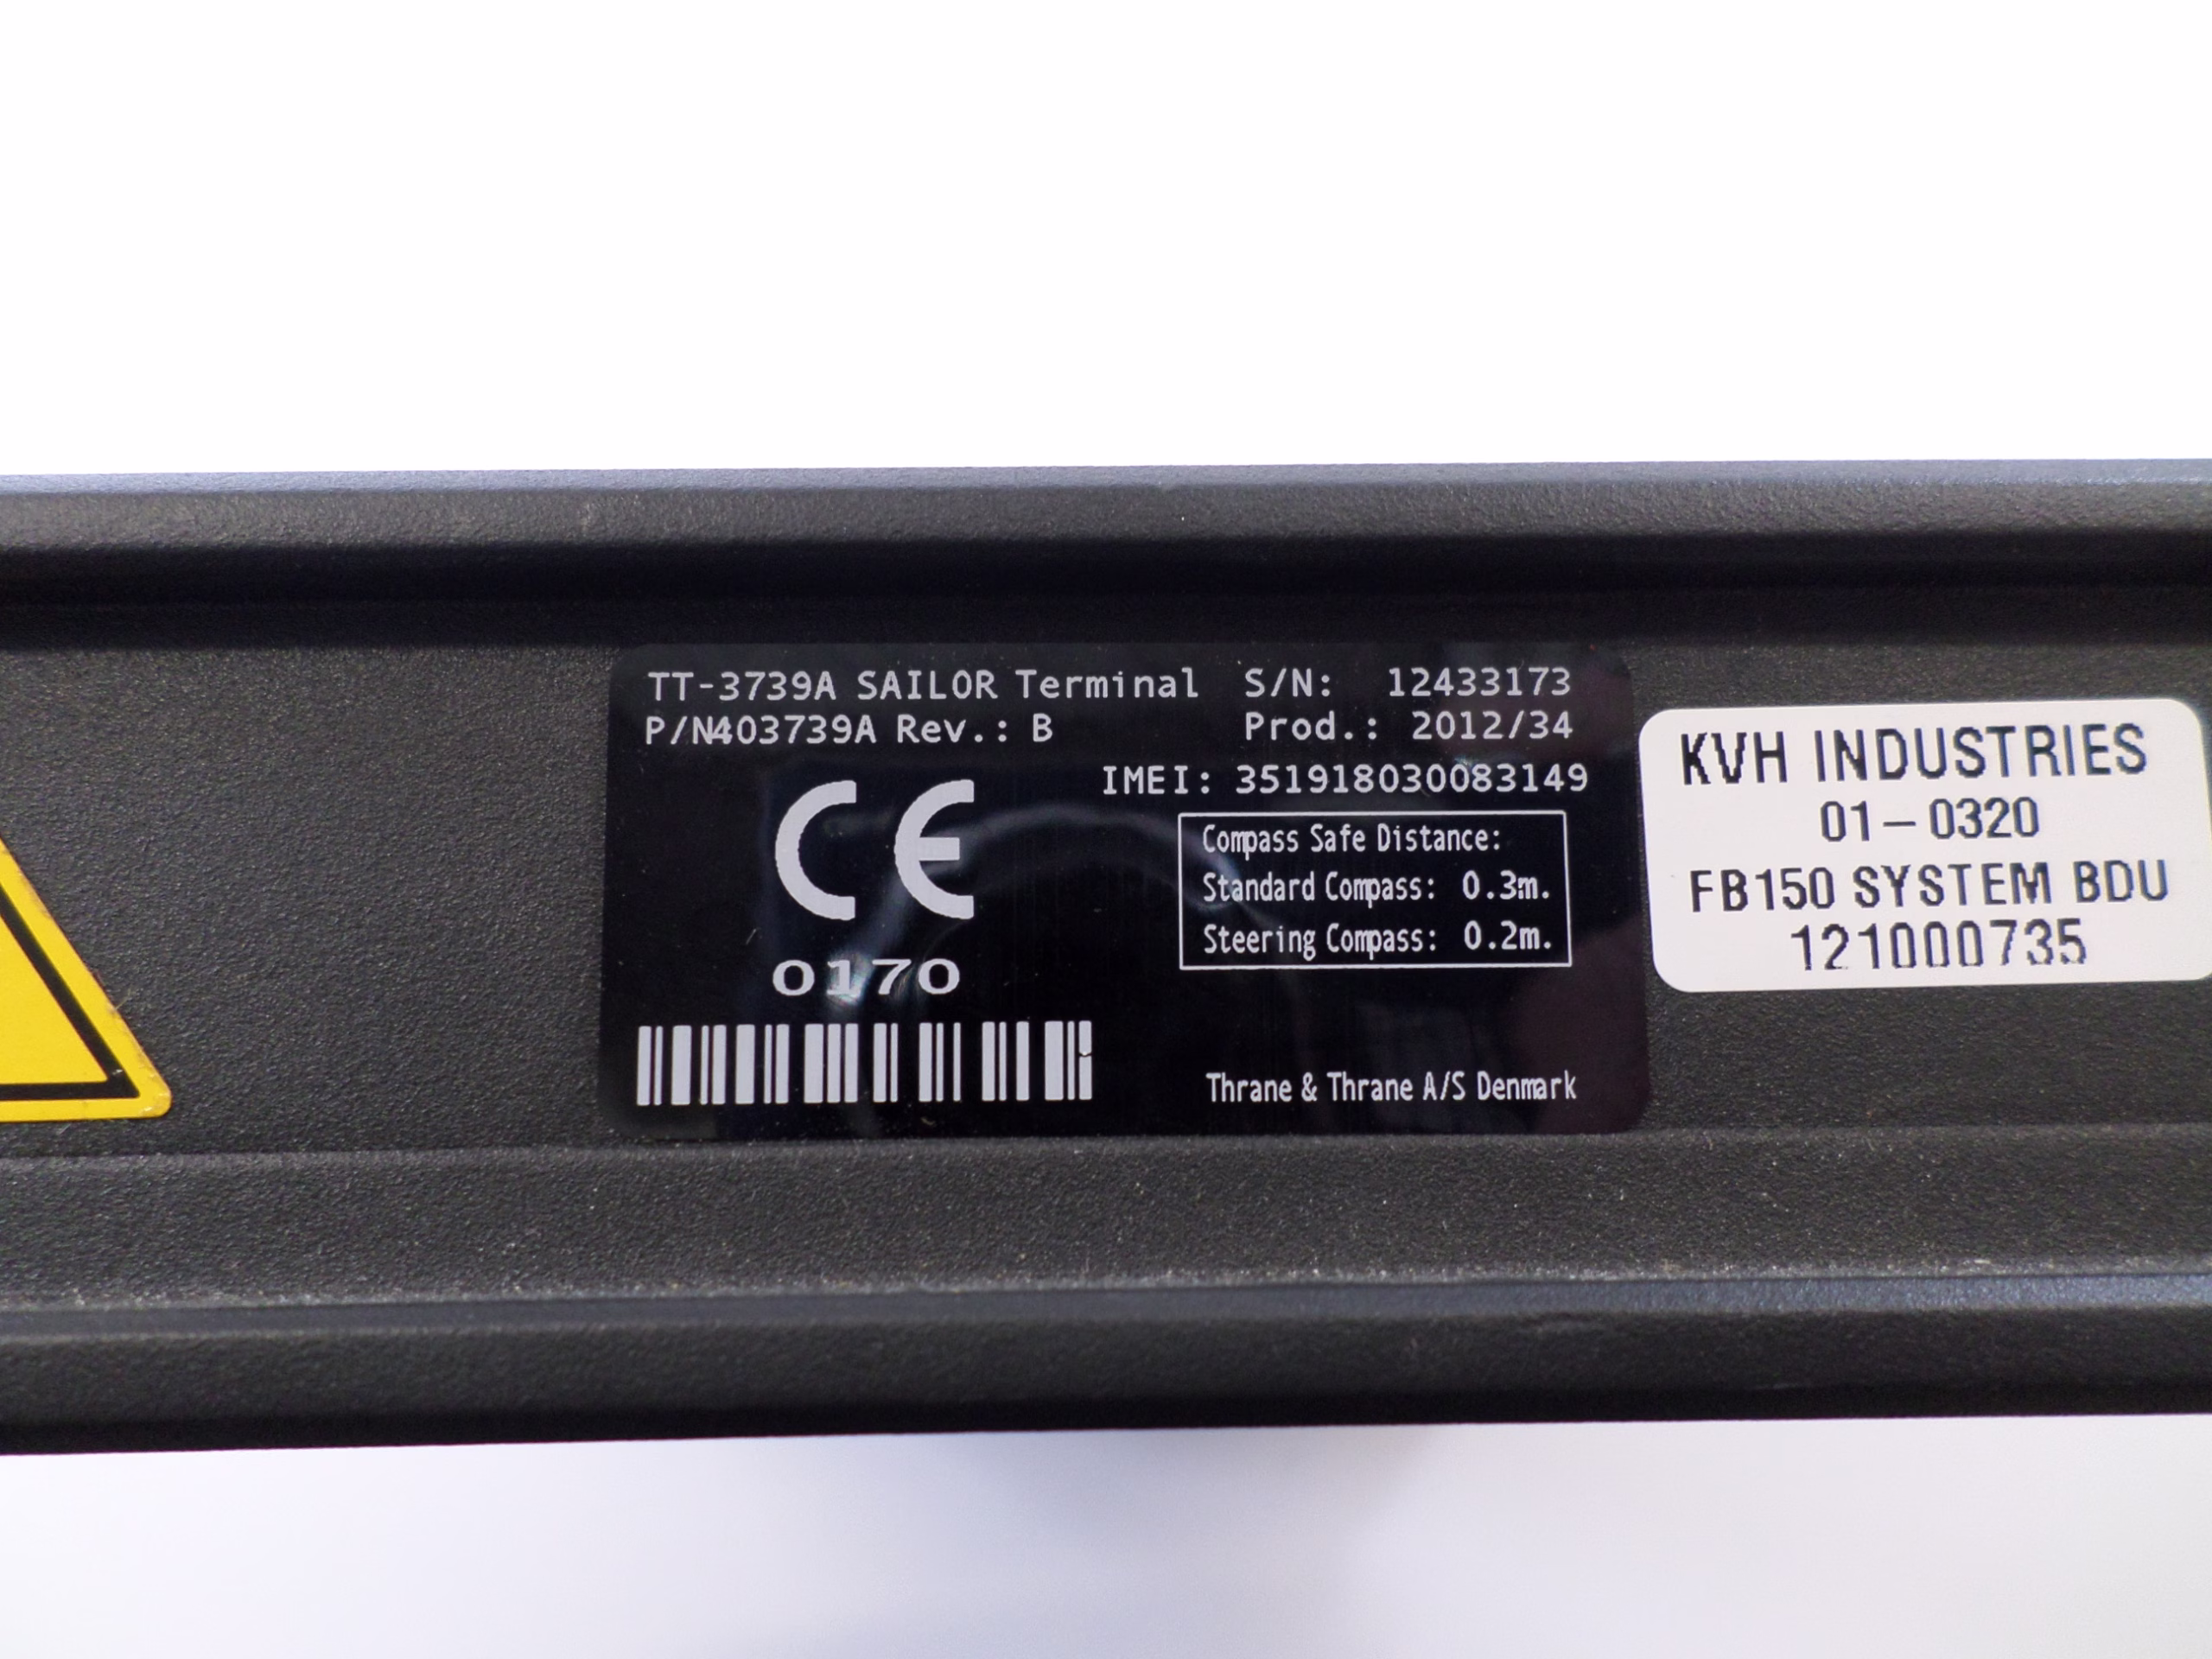 TT-3739A SAILOR Terminal S/N: 12433173
P/N403739A Rev.: B Prod.: 2012/34
IMEI: 351918030083149
CE
0170
Compass Safe Distance:
Standard Compass: 0.3m.
Steering Compass: 0.2m.
Thrane & Thrane A/S Denmark
KVH INDUSTRIES
01-0320
FB150 SYSTEM BDU
121000735